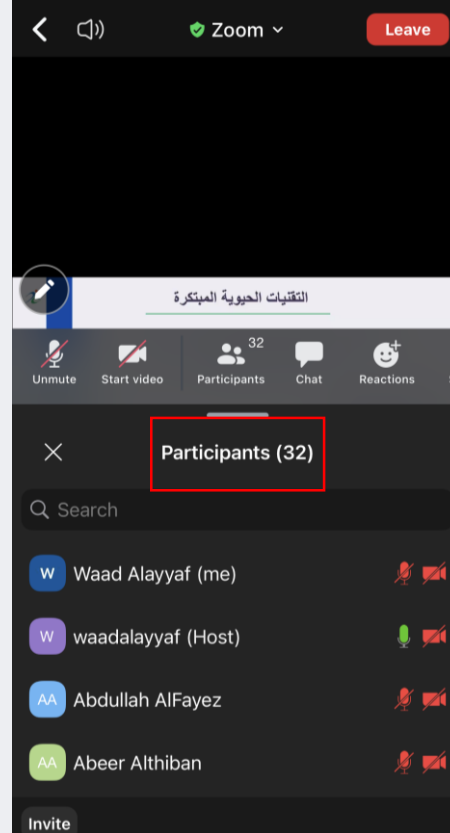 Zoom
Leave
التقنيات الحيوية المبتكرة
32
Unmute
Start video
Participants
Chat
Reactions
Participants (32)
Search
W
Waad Alayyaf (me)
W
waadalayyaf (Host)
AA
Abdullah AlFayez
AA
Abeer Althiban
Invite